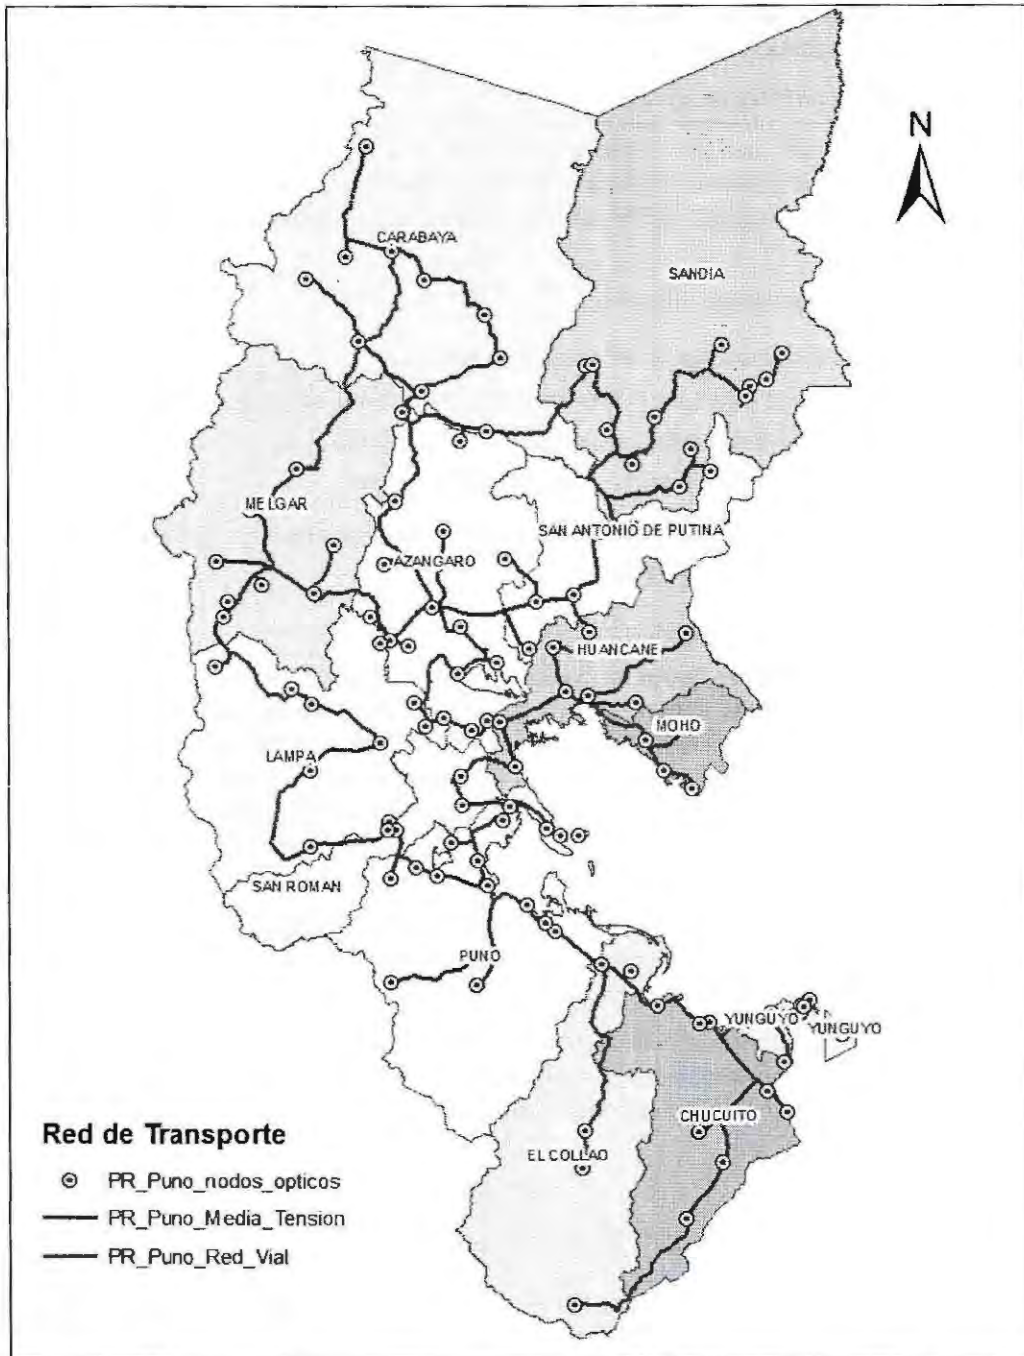 N
CARABAYA
SANDIA
MELGAR
SAN ANTONIO DE PUTINA
AZANGARO
HUANCANE
MOHO
LAMPA
SAN ROMAN
PUNO
YUNGUYO
YUNGUYO
CHUCUITO
EL COLLAO
Red de Transporte
PR_Puno_nodos_opticos
PR_Puno_Media_Tension
PR_Puno_Red_Vial